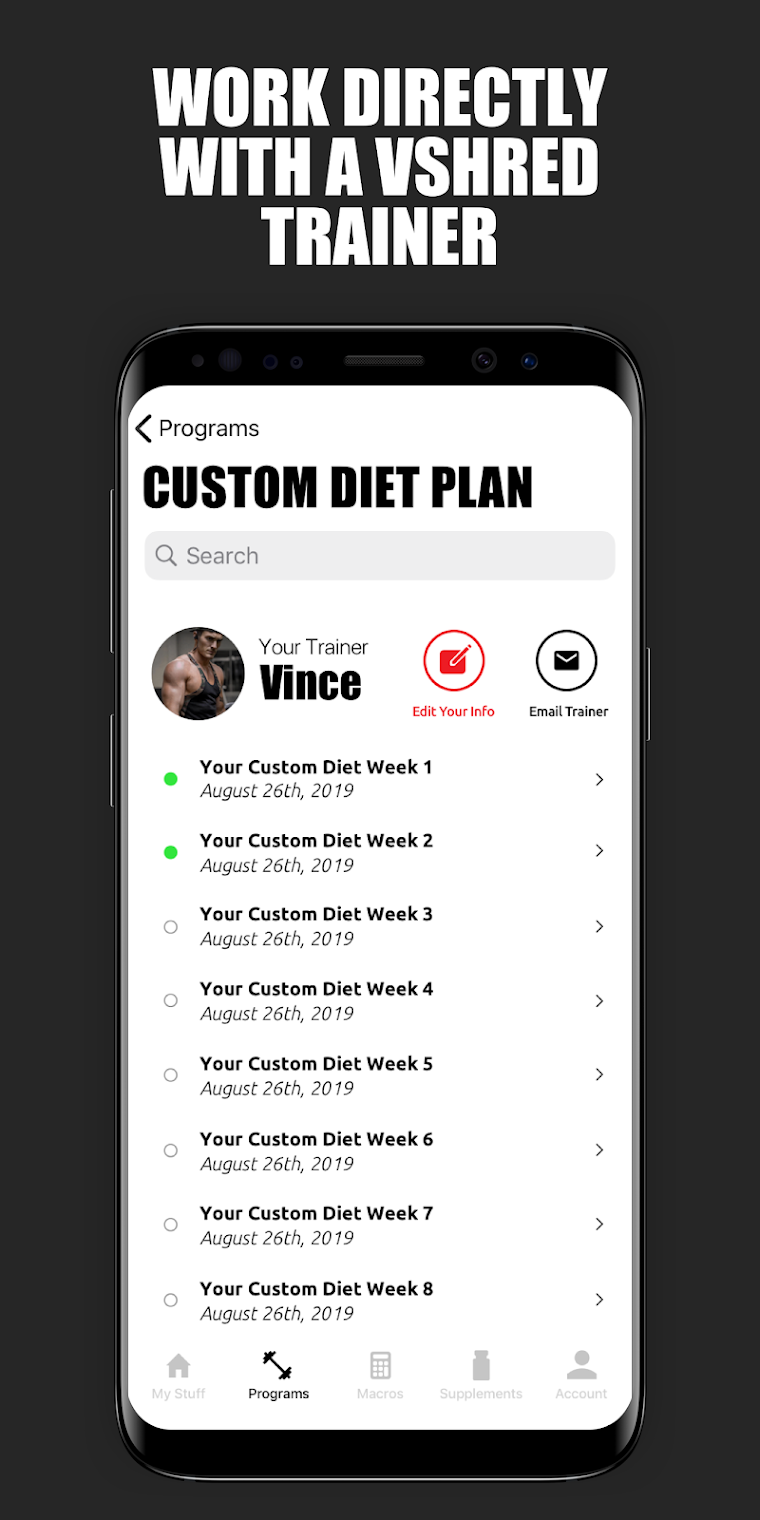 WORK DIRECTLY
WITH A VSHRED
TRAINER
Programs
CUSTOM DIET PLAN
Search
Your Trainer
Vince
Edit Your Info
Email Trainer
Your Custom Diet Week 1
August 26th, 2019
Your Custom Diet Week 2
August 26th, 2019
Your Custom Diet Week 3
August 26th, 2019
Your Custom Diet Week 4
August 26th, 2019
Your Custom Diet Week 5
August 26th, 2019
Your Custom Diet Week 6
August 26th, 2019
Your Custom Diet Week 7
August 26th, 2019
Your Custom Diet Week 8
August 26th, 2019
My Stuff
Programs
Macros
Supplements
Account